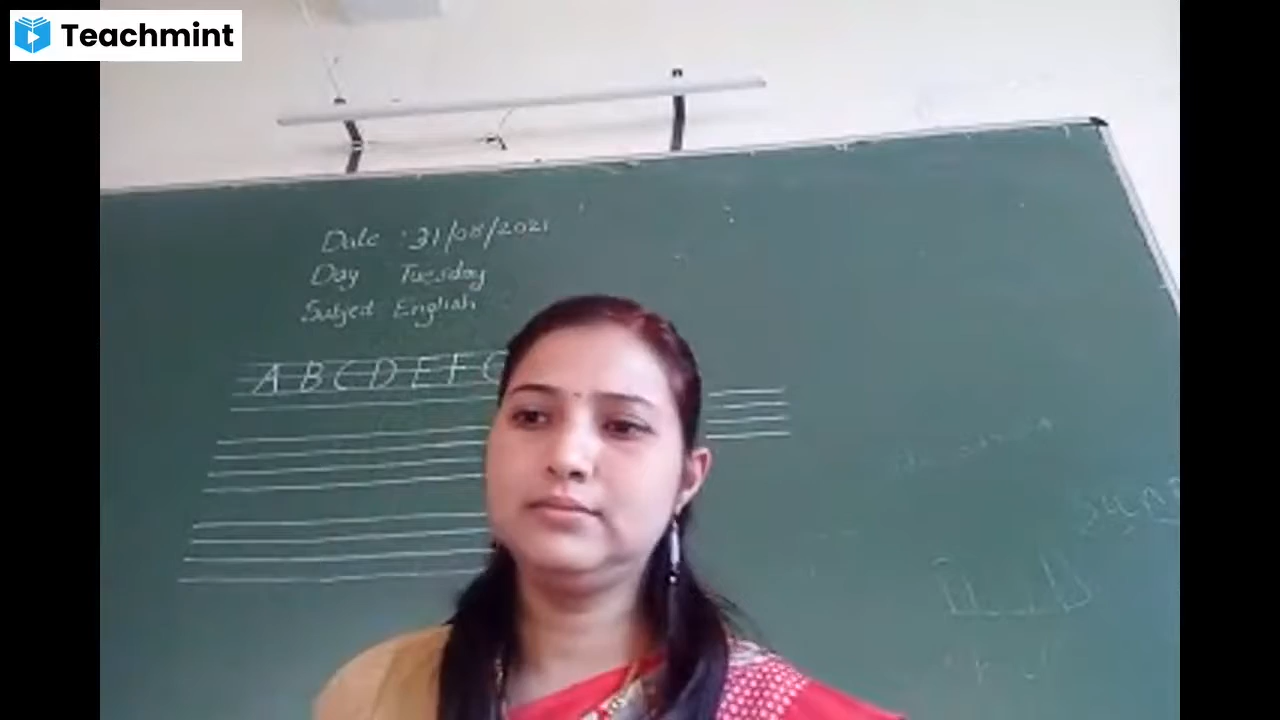 Teachmint
Date : 31/08/2021
Day Tuesday
Subject English
A B C D E F